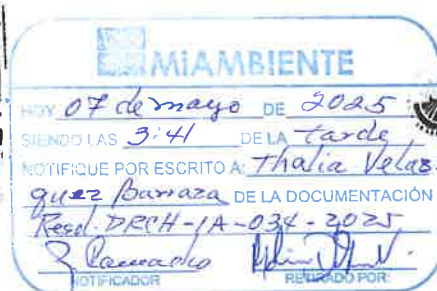 MIAMBIENTE
HOY 07 de mayo DE 2025
SIENDO LAS 3:41 DE LA tarde
NOTIFIQUE POR ESCRITO A: Thalia Velaz-
quez Barraza DE LA DOCUMENTACIÓN
Resol. DRCH-IA-034-2025
NOTIFICADOR RETIRADO POR: